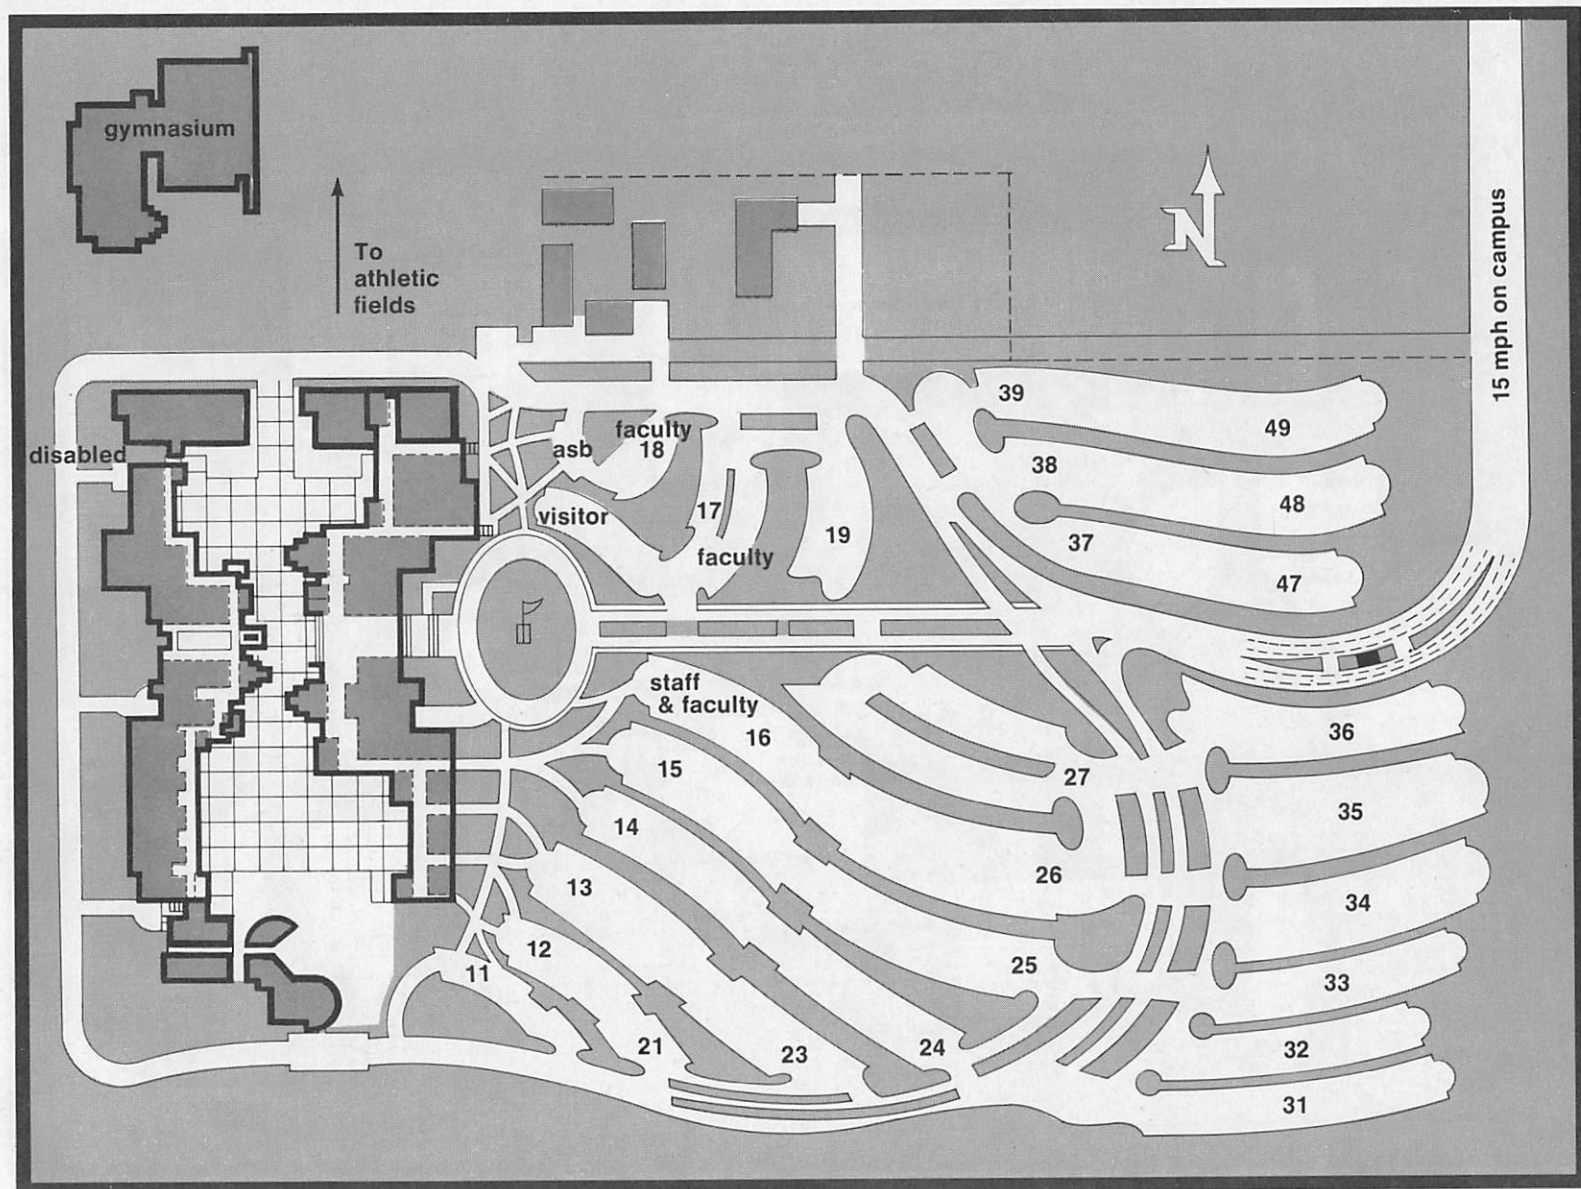 gymnasium
To
athletic
fields
N
15 mph on campus
39
49
faculty
18
asb
disabled
38
48
visitor
17
faculty
19
37
47
staff
& faculty
16
36
15
27
35
14
26
34
13
12
11
25
33
21
23
24
32
31